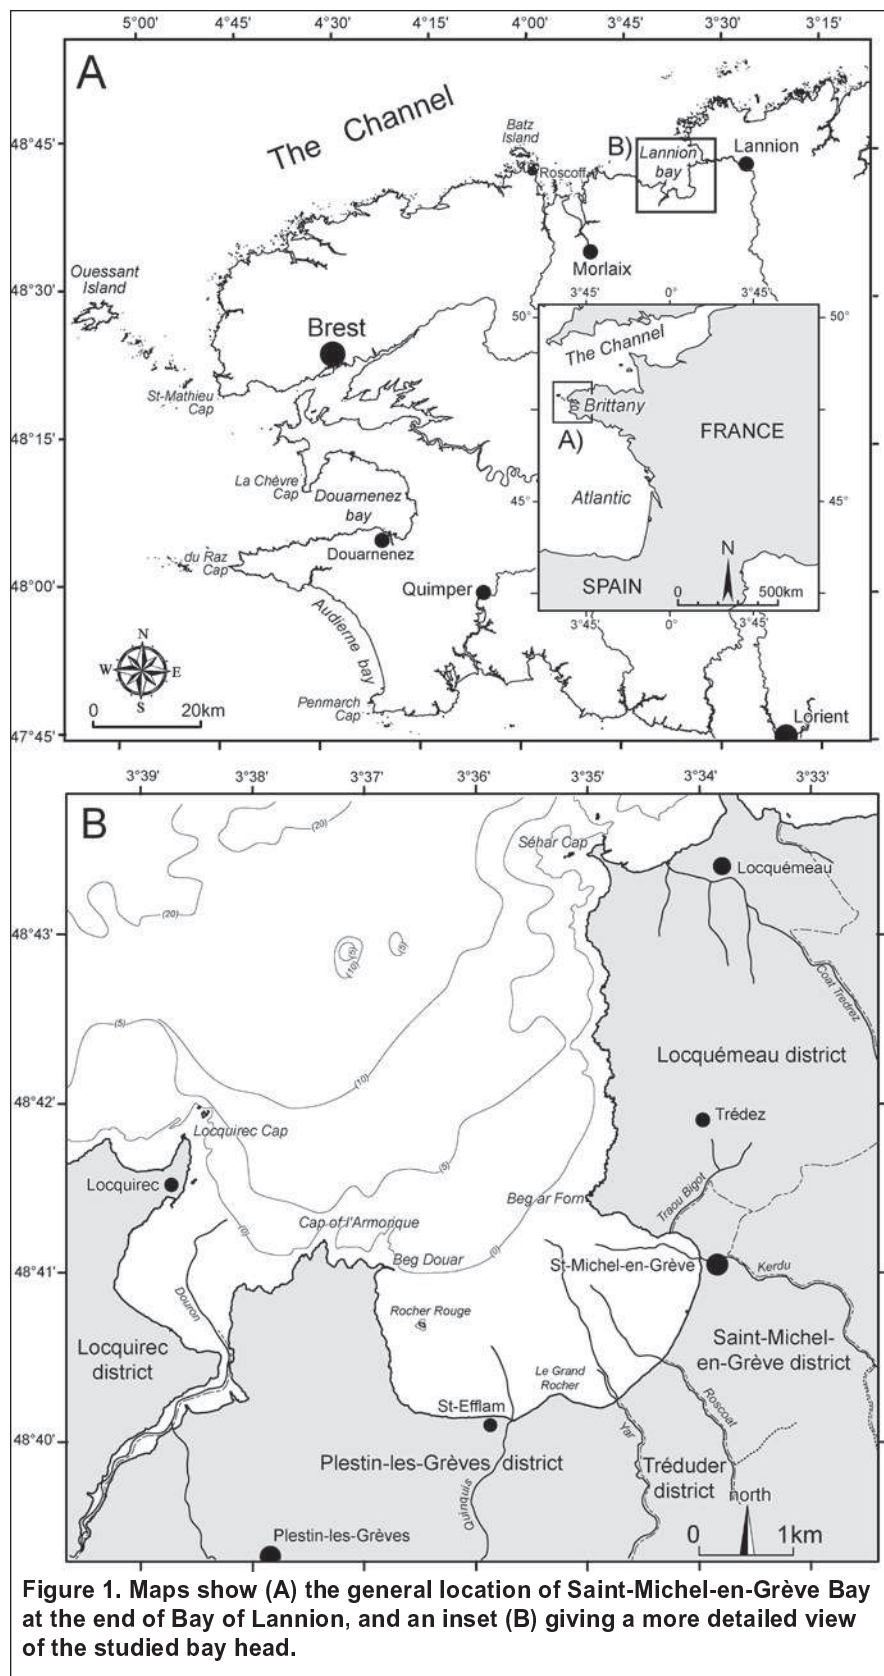 5°00' 4°45' 4°30' 4°15' 4°00' 3°45' 3°30' 3°15'
A
The Channel
48°45'
Batz
Island
Roscoff
B)
Lannion
bay
Lannion
Morlaix
Ouessant
Island
48°30'
Brest
St-Mathieu
Cap
48°15'
La Chèvre
Cap
Douarnenez
bay
du Raz
Cap
Douarnenez
48°00'
Quimper
Audierne bay
N
W E
S
0 20km
Penmarch
Cap
Lorient
47°45'
3°45' 0° 3°45'
50° 50°
The Channel
Brittany
A)
FRANCE
Atlantic
45° 45°
N
SPAIN
0 500km
3°45' 0° 3°45'
3°39' 3°38' 3°37' 3°36' 3°35' 3°34' 3°33'
B
(20)
Séhar Cap
Locquémeau
(20)
48°43'
(5)
(5)
(10)
Coat Tredrez
(5)
Locquémeau district
(10)
48°42'
Locquirec Cap
Trédez
(5)
Locquirec
Traou Bigot
Beg ar Forn
Cap of l'Armorique
(0)
Beg Douar
(0)
48°41'
St-Michel-en-Grève
Kerdu
Douron
Rocher Rouge
Locquirec
district
Saint-Michel-
en-Grève district
Le Grand
Rocher
Roscoat
St-Efflam
48°40'
Yar
Plestin-les-Grèves district
Tréduder
district
Quinquis
north
Plestin-les-Grèves
0 1km
Figure 1. Maps show (A) the general location of Saint-Michel-en-Grève Bay
at the end of Bay of Lannion, and an inset (B) giving a more detailed view
of the studied bay head.